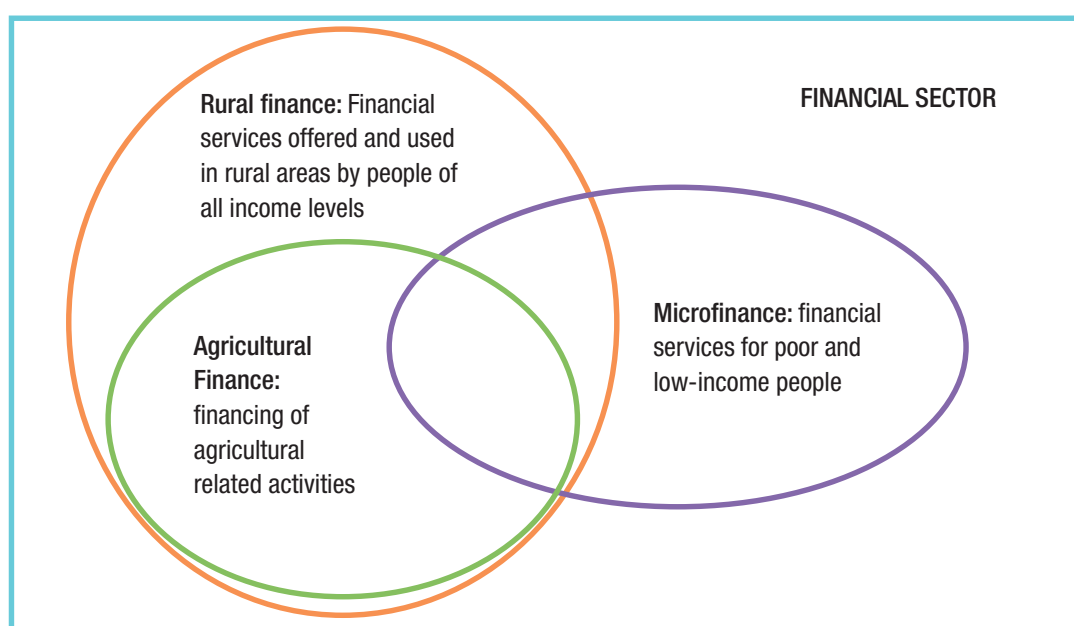 FINANCIAL SECTOR
Rural finance: Financial
services offered and used
in rural areas by people of
all income levels
Agricultural
Finance:
financing of
agricultural
related activities
Microfinance: financial
services for poor and
low-income people